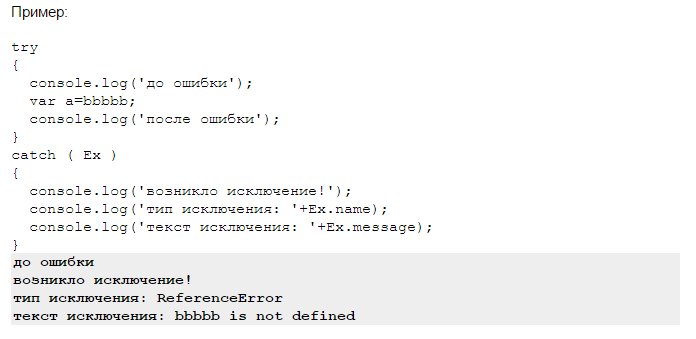 Пример:
try
{
  console.log('до ошибки');
  var a=bbbbb;
  console.log('после ошибки');
}
catch ( Ex )
{
  console.log('возникло исключение!');
  console.log('тип исключения: '+Ex.name);
  console.log('текст исключения: '+Ex.message);
}
до ошибки
возникло исключение!
тип исключения: ReferenceError
текст исключения: bbbbb is not defined